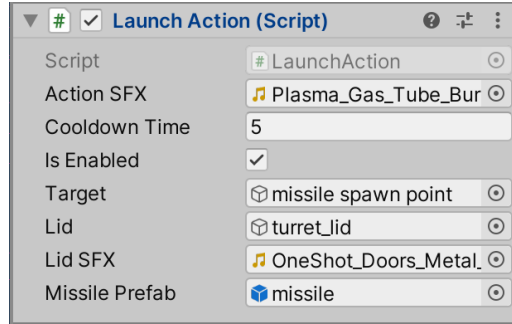 # Launch Action (Script)
Script # LaunchAction
Action SFX Plasma_Gas_Tube_Bur
Cooldown Time 5
Is Enabled
Target missile spawn point
Lid turret_lid
Lid SFX OneShot_Doors_Metal_
Missile Prefab missile